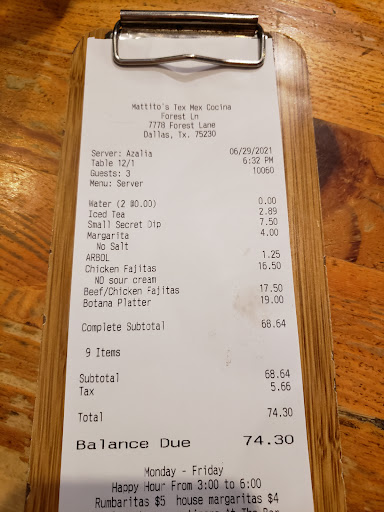 Mattito's Tex Mex Cocina
Forest Ln
7778 Forest Lane
Dallas, Tx. 75230
Server: Azalia 06/29/2021
Table 12/1 6:32 PM
Guests: 3 10060
Menu: Server
Water (2 @0.00) 0.00
Iced Tea 2.89
Small Secret Dip 7.50
Margarita 4.00
No Salt
ARBOL 1.25
Chicken Fajitas 16.50
NO sour cream
Beef/Chicken Fajitas 17.50
Botana Platter 19.00
Complete Subtotal 68.64
9 Items
Subtotal 68.64
Tax 5.66
Total 74.30
Balance Due 74.30
Monday - Friday
Happy Hour From 3:00 to 6:00
Rumbaritas $5 house margaritas $4
At The Bar